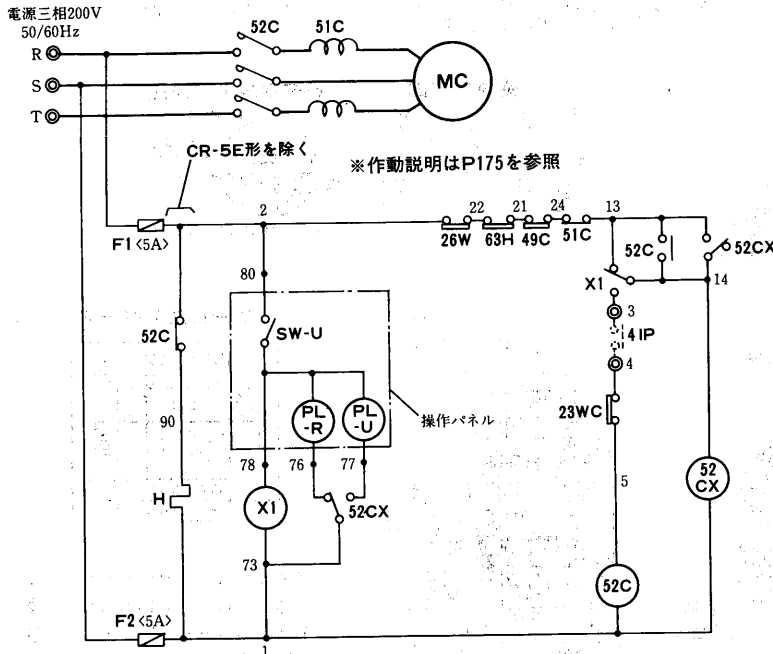 電源三相200V
50/60Hz
52C
51C
R
S
T
MC
CR-5E形を除く
※作動説明はP175を参照
F1<5A>
2
22
21
24
13
26W
63H
49C
51C
52C
52CX
X1
14
80
SW-U
3
4IP
4
52C
PL
-R
PL
-U
操作パネル
23WC
90
78
76
77
5
52
CX
H
X1
52CX
73
52C
F2<5A>
1